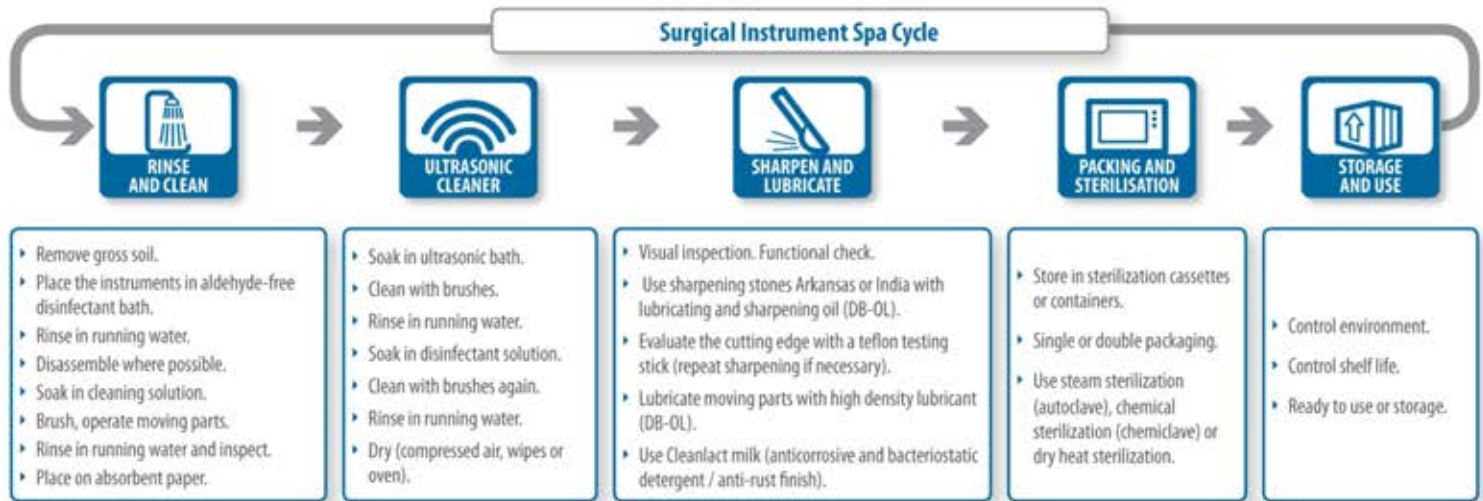 Surgical Instrument Spa Cycle
RINSE
AND CLEAN
ULTRASONIC
CLEANER
SHARPEN AND
LUBRICATE
PACKING AND
STERILISATION
STORAGE
AND USE
‣ Remove gross soil.
‣ Place the instruments in aldehyde-free
disinfectant bath.
‣ Rinse in running water.
‣ Disassemble where possible.
‣ Soak in cleaning solution.
‣ Brush, operate moving parts.
‣ Rinse in running water and inspect.
‣ Place on absorbent paper.
‣ Soak in ultrasonic bath.
‣ Clean with brushes.
‣ Rinse in running water.
‣ Soak in disinfectant solution.
‣ Clean with brushes again.
‣ Rinse in running water.
‣ Dry (compressed air, wipes or
oven).
‣ Visual inspection. Functional check.
‣ Use sharpening stones Arkansas or India with
lubricating and sharpening oil (DB-OL).
‣ Evaluate the cutting edge with a teflon testing
stick (repeat sharpening if necessary).
‣ Lubricate moving parts with high density lubricant
(DB-OL).
‣ Use Cleanlact milk (anticorrosive and bacteriostatic
detergent / anti-rust finish).
‣ Store in sterilization cassettes
or containers.
‣ Single or double packaging.
‣ Use steam sterilization
(autoclave), chemical
sterilization (chemiclave) or
dry heat sterilization.
‣ Control environment.
‣ Control shelf life.
‣ Ready to use or storage.